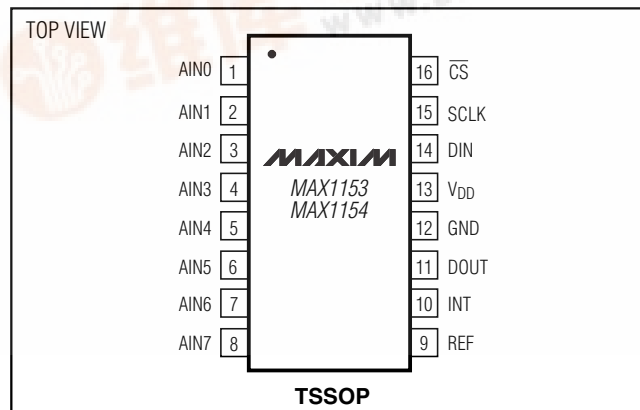 TOP VIEW
AIN0 1 16 C̅S̅
AIN1 2 15 SCLK
AIN2 3 14 DIN
AIN3 4 13 VDD
AIN4 5 12 GND
AIN5 6 11 DOUT
AIN6 7 10 INT
AIN7 8 9 REF
MAXIM
MAX1153
MAX1154
TSSOP